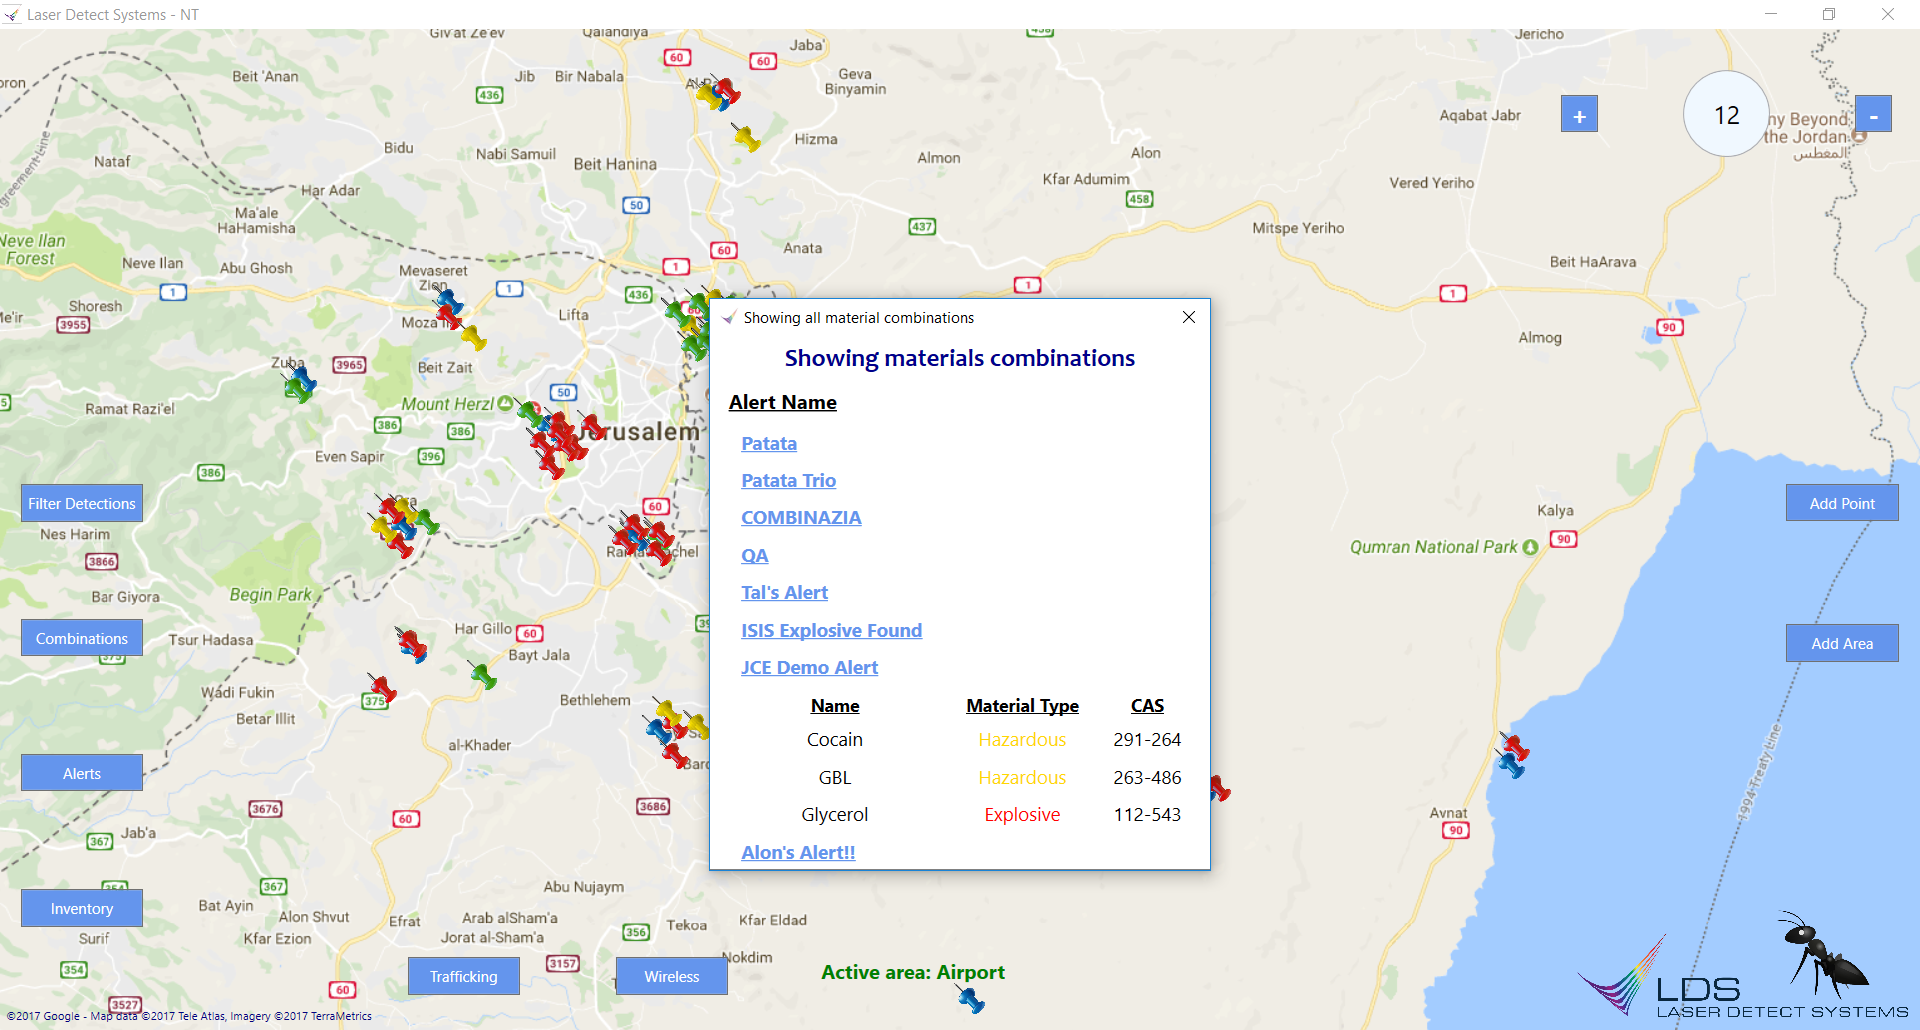 Laser Detect Systems - NT
Giv'at Ze'ev
Qalandiya
60
60
Jaba'
458
Jericho
Beit 'Anan
Jib
Bir Nabala
Geva
Binyamin
436
Aqabat Jabr
+
12
-
ny Beyond
the Jordan
المغطس
Hizma
Bidu
Nabi Samuil
Beit Hanina
Almon
Alon
Nataf
Har Adar
Kfar Adumim
Vered Yeriho
458
50
Ma'ale
HaHamisha
437
Mitspe Yeriho
Neve Ilan
Forest
Neve Ilan
Abu Ghosh
Mevaseret
Zion
60
Anata
1
Beit HaArava
1
1
436
1
1
Shoresh
3955
Moza
Lifta
60
90
Almog
Zuba
3965
Beit Zait
50
Ramat Razi'el
Mount Herzl
386
386
Jerusalem
Even Sapir
396
386
60
Kalya
Qumran National Park
90
Nes Harim
3866
Bar Giyora
Begin Park
Tsur Hadasa
Har Gillo
60
Bayt Jala
375
Wadi Fukin
375
Betar Illit
Bethlehem
al-Khader
3676
60
3686
Avnat
90
Jab'a
367
367
354
Bat Ayin
Alon Shvut
Abu Nujaym
Efrat
Arab alSham'a
Jorat al-Sham'a
Tekoa
Kfar Eldad
356
Surif
Kfar Ezion
354
3157
Nokdim
60
3527
1994 Treaty Line
Showing all material combinations
Showing materials combinations
Alert Name
Patata
Patata Trio
COMBINAZIA
QA
Tal's Alert
ISIS Explosive Found
JCE Demo Alert
Name Material Type CAS
Cocain Hazardous 291-264
GBL Hazardous 263-486
Glycerol Explosive 112-543
Alon's Alert!!
Filter Detections
Combinations
Alerts
Inventory
Trafficking
Wireless
Add Point
Add Area
Active area: Airport
LDS
LASER DETECT SYSTEMS
©2017 Google - Map data ©2017 Tele Atlas, Imagery ©2017 TerraMetrics